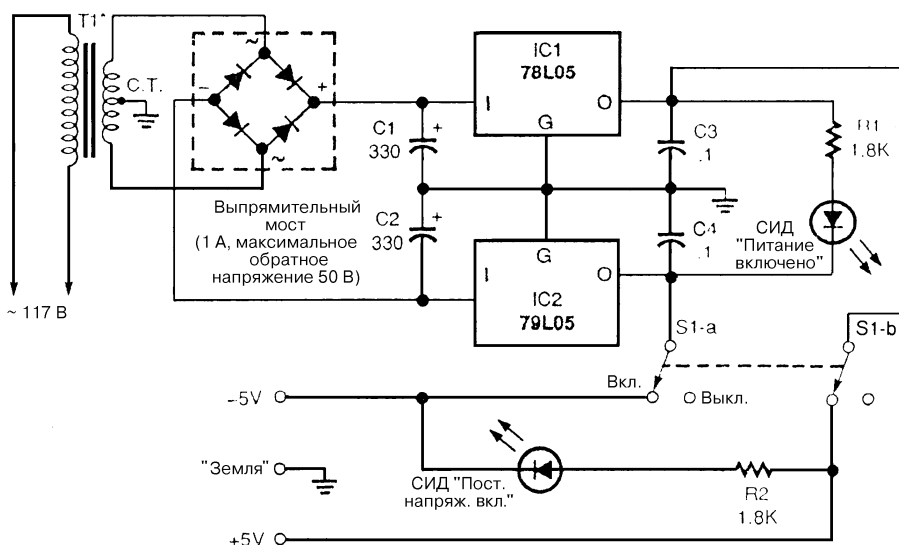 T1*
С.Т.
~
–
+
~
Выпрямительный
мост
(1 А, максимальное
обратное
напряжение 50 В)
~ 117 В
C1
330
+
C2
330
+
IC1
78L05
I
O
G
G
I
O
IC2
79L05
C3
.1
C4
.1
R1
1.8K
СИД
"Питание
включено"
S1-a
S1-b
Вкл.
Выкл.
–5V
"Земля"
СИД "Пост.
напряж. вкл."
R2
1.8K
+5V